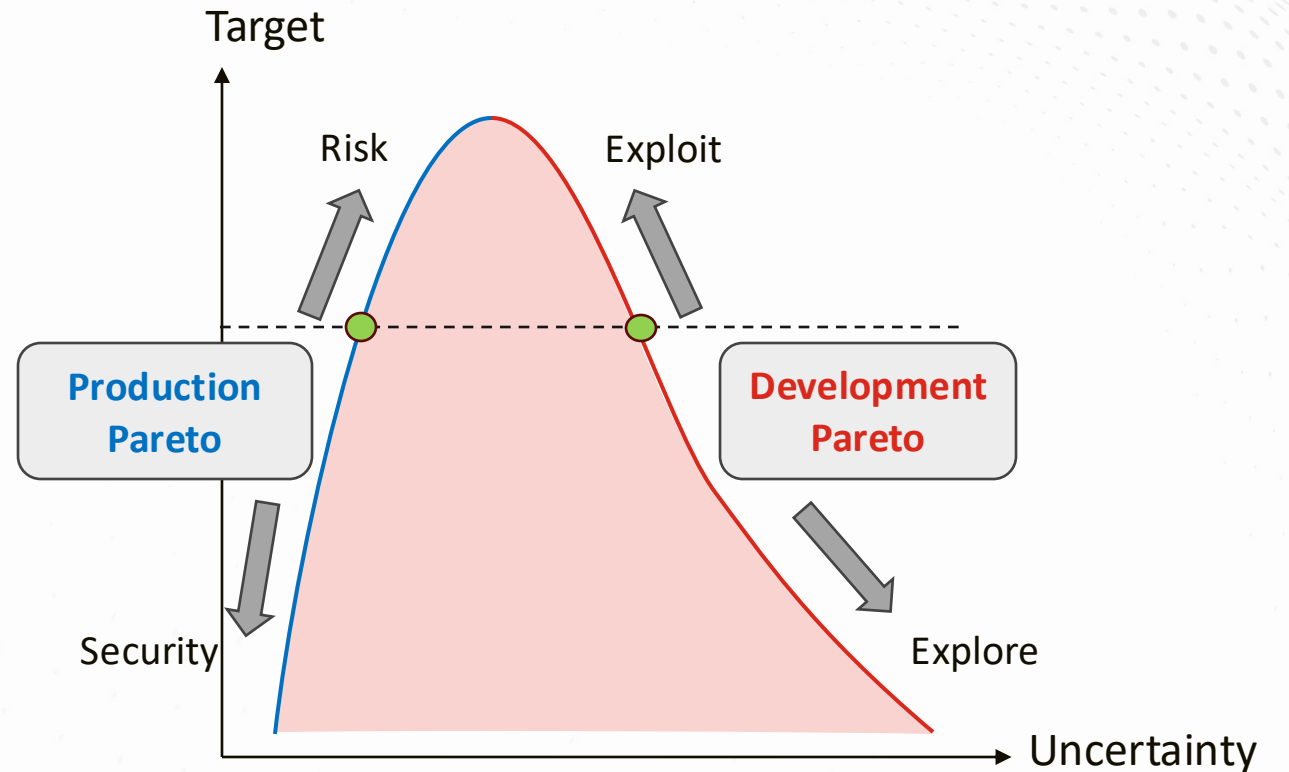 Target
Risk
Exploit
Production
Pareto
Development
Pareto
Security
Explore
Uncertainty